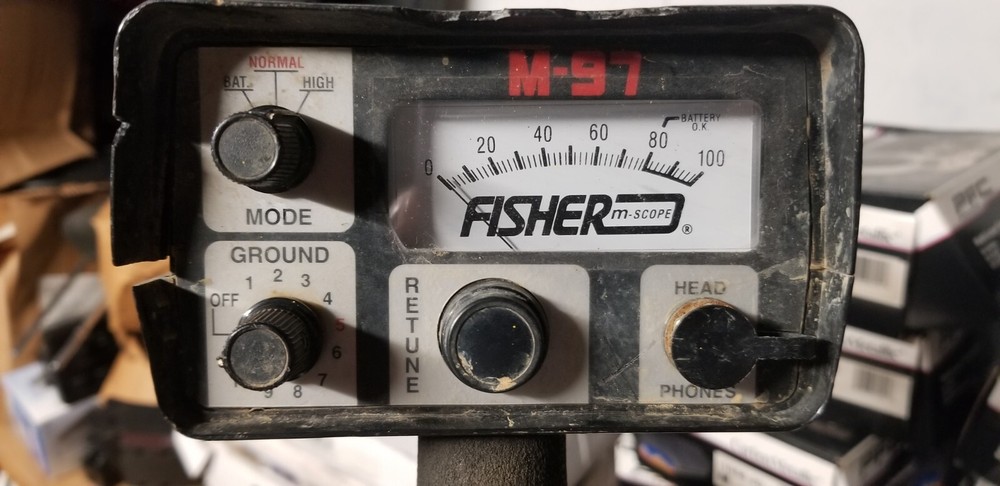 M-97
NORMAL
BAT. HIGH
MODE
0 20 40 60 80 100
BATTERY
O.K
FISHER m-SCOPE ®
GROUND
OFF 1 2 3 4 5 6 7 8 9
RETUNE
HEAD
PHONES